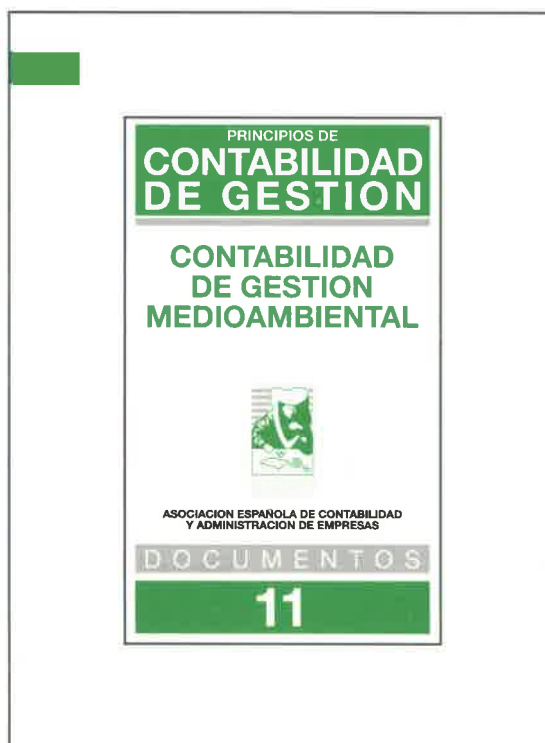 PRINCIPIOS DE
CONTABILIDAD
DE GESTION
CONTABILIDAD
DE GESTION
MEDIOAMBIENTAL
ASOCIACION ESPAÑOLA DE CONTABILIDAD
Y ADMINISTRACION DE EMPRESAS
DOCUMENTOS
11